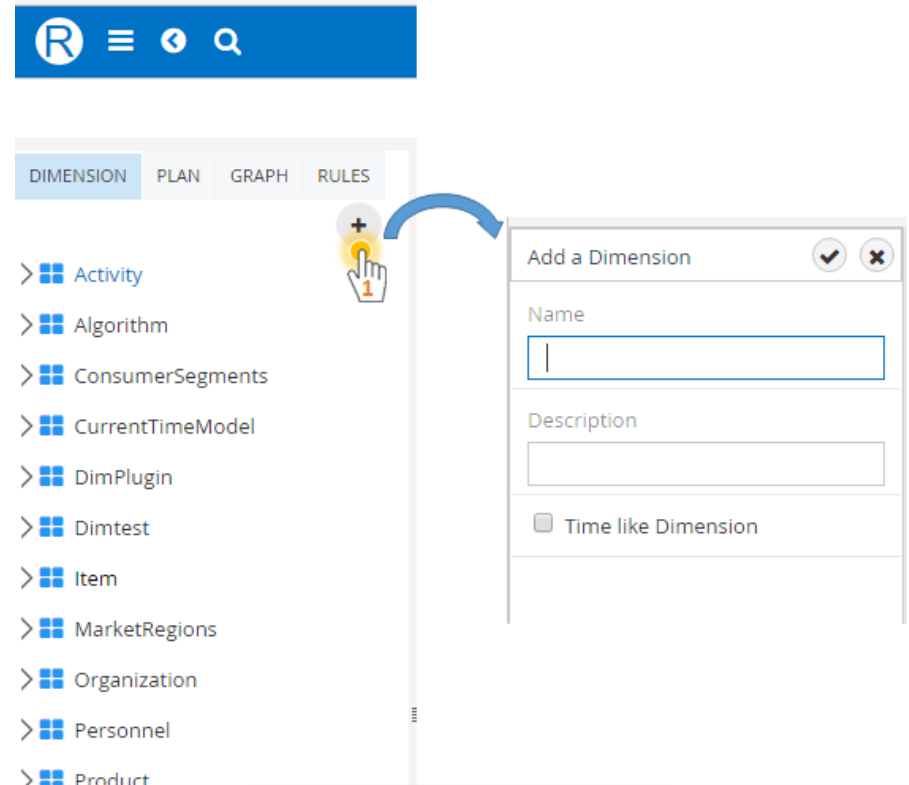 R
DIMENSION PLAN GRAPH RULES
1
Activity
Algorithm
ConsumerSegments
CurrentTimeModel
DimPlugin
Dimtest
Item
MarketRegions
Organization
Personnel
Product
Add a Dimension
Name
Description
Time like Dimension